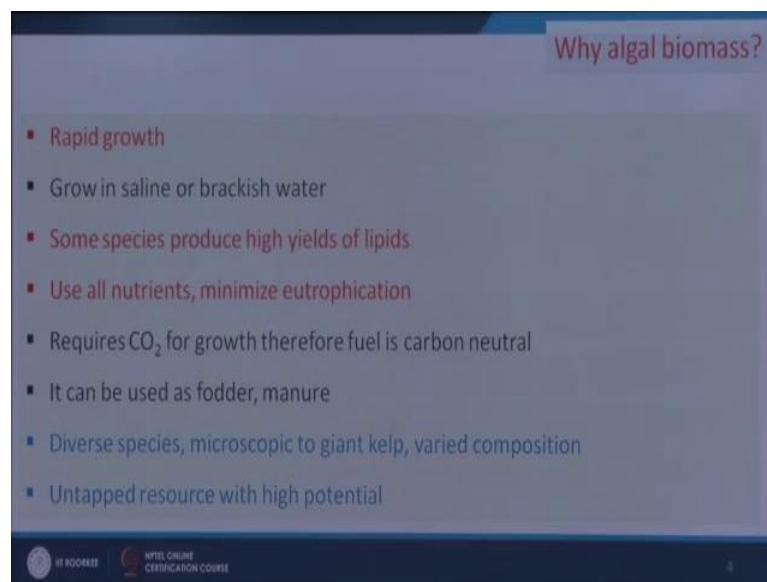 Why algal biomass?
▪ Rapid growth
▪ Grow in saline or brackish water
▪ Some species produce high yields of lipids
▪ Use all nutrients, minimize eutrophication
▪ Requires CO₂ for growth therefore fuel is carbon neutral
▪ It can be used as fodder, manure
▪ Diverse species, microscopic to giant kelp, varied composition
▪ Untapped resource with high potential
IIT ROORKEE
NPTEL ONLINE
CERTIFICATION COURSE
4